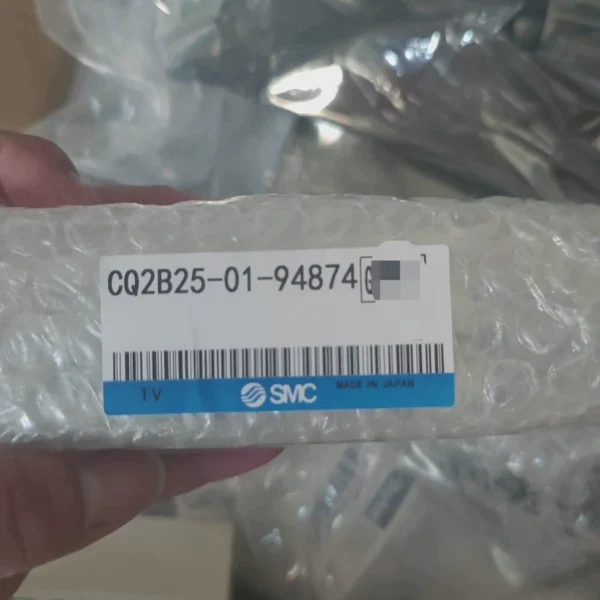 CQ2B25-01-94874
TV SMC MADE IN JAPAN